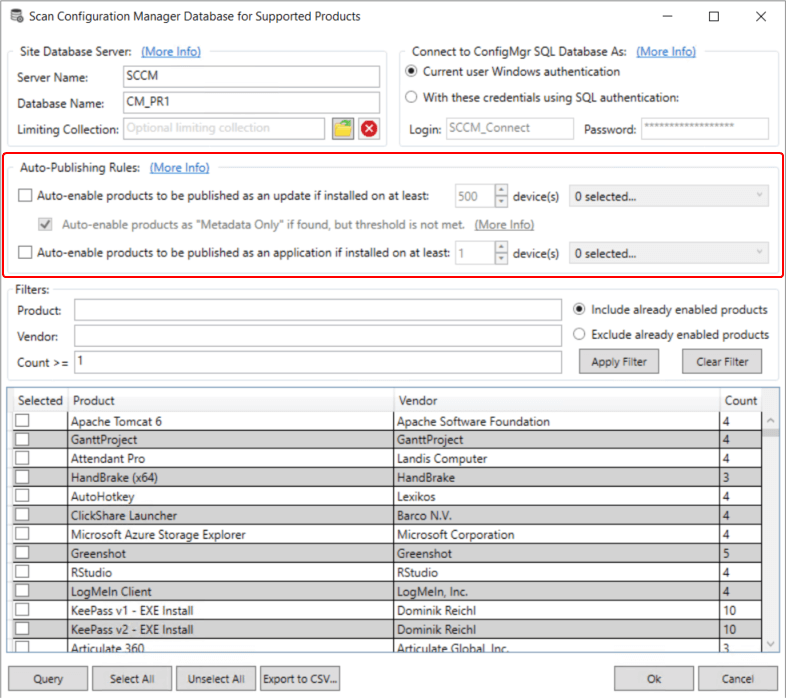 Scan Configuration Manager Database for Supported Products
Site Database Server: (More Info)
Server Name: SCCM
Database Name: CM_PR1
Limiting Collection: Optional limiting collection
Connect to ConfigMgr SQL Database As: (More Info)
Current user Windows authentication
With these credentials using SQL authentication:
Login: SCCM_Connect Password: ******************
Auto-Publishing Rules: (More Info)
Auto-enable products to be published as an update if installed on at least: 500 device(s) 0 selected...
Auto-enable products as "Metadata Only" if found, but threshold is not met. (More Info)
Auto-enable products to be published as an application if installed on at least: 1 device(s) 0 selected...
Filters:
Product: Include already enabled products
Vendor: Exclude already enabled products
Count >= 1 Apply Filter Clear Filter
Selected Product Vendor Count
Apache Tomcat 6 Apache Software Foundation 4
GanttProject GanttProject 4
Attendant Pro Landis Computer 4
HandBrake (x64) HandBrake 3
AutoHotkey Lexikos 4
ClickShare Launcher Barco N.V. 4
Microsoft Azure Storage Explorer Microsoft Corporation 4
Greenshot Greenshot 5
RStudio RStudio 4
LogMeIn Client LogMeIn, Inc. 4
KeePass v1 - EXE Install Dominik Reichl 10
KeePass v2 - EXE Install Dominik Reichl 10
Articulate 360 Articulate Global, Inc. 3
Query Select All Unselect All Export to CSV... Ok Cancel